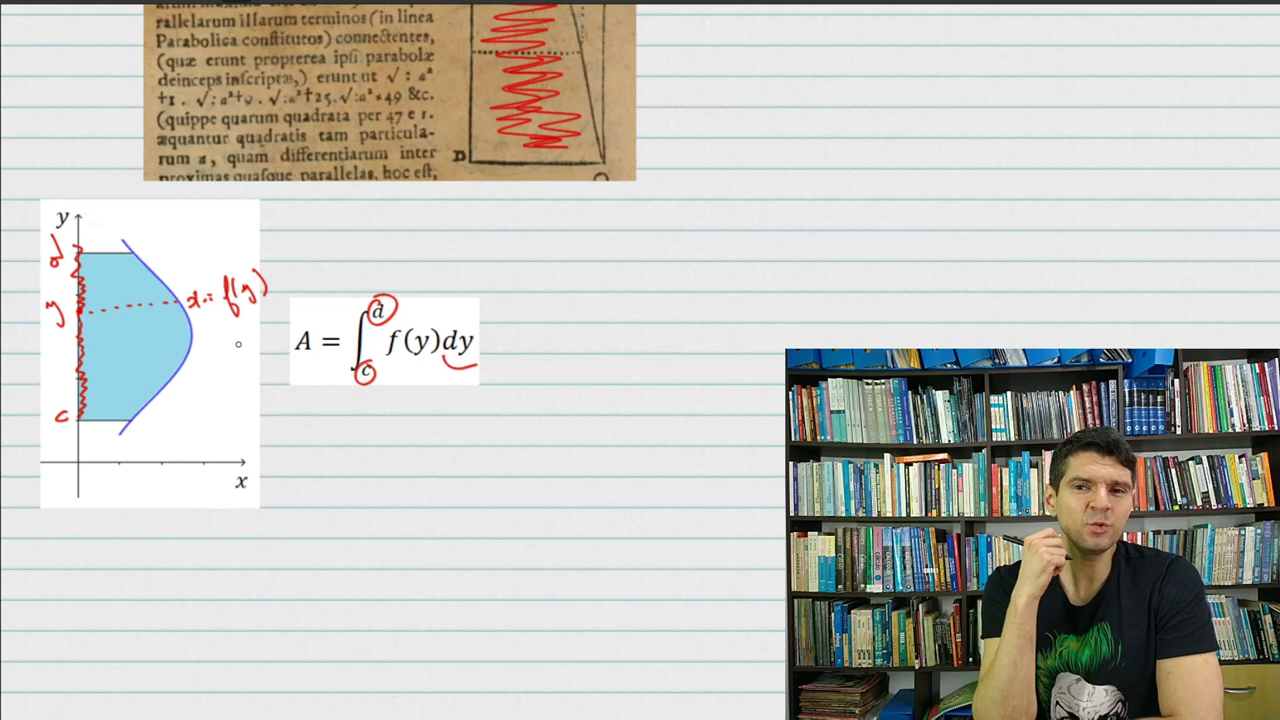 rallelarum illarum terminos (in linea
Parabolica conſtitutos) connectentes,
(quæ erunt propterea ipſi parabolæ
deinceps inſcriptæ,) erunt ut √ : a²
+1 . √ : a²+9 . √ : a²+25 . √ : a²+49 &c.
(quippe quarum quadrata per 47 e 1.
æquantur quadratis tam particula-
rum a, quam differentiarum inter
proximas quaſque parallelas, hoc eſt,
D
y
d
y
x = f(y)
c
x
A = ∫_c^d f(y)dy